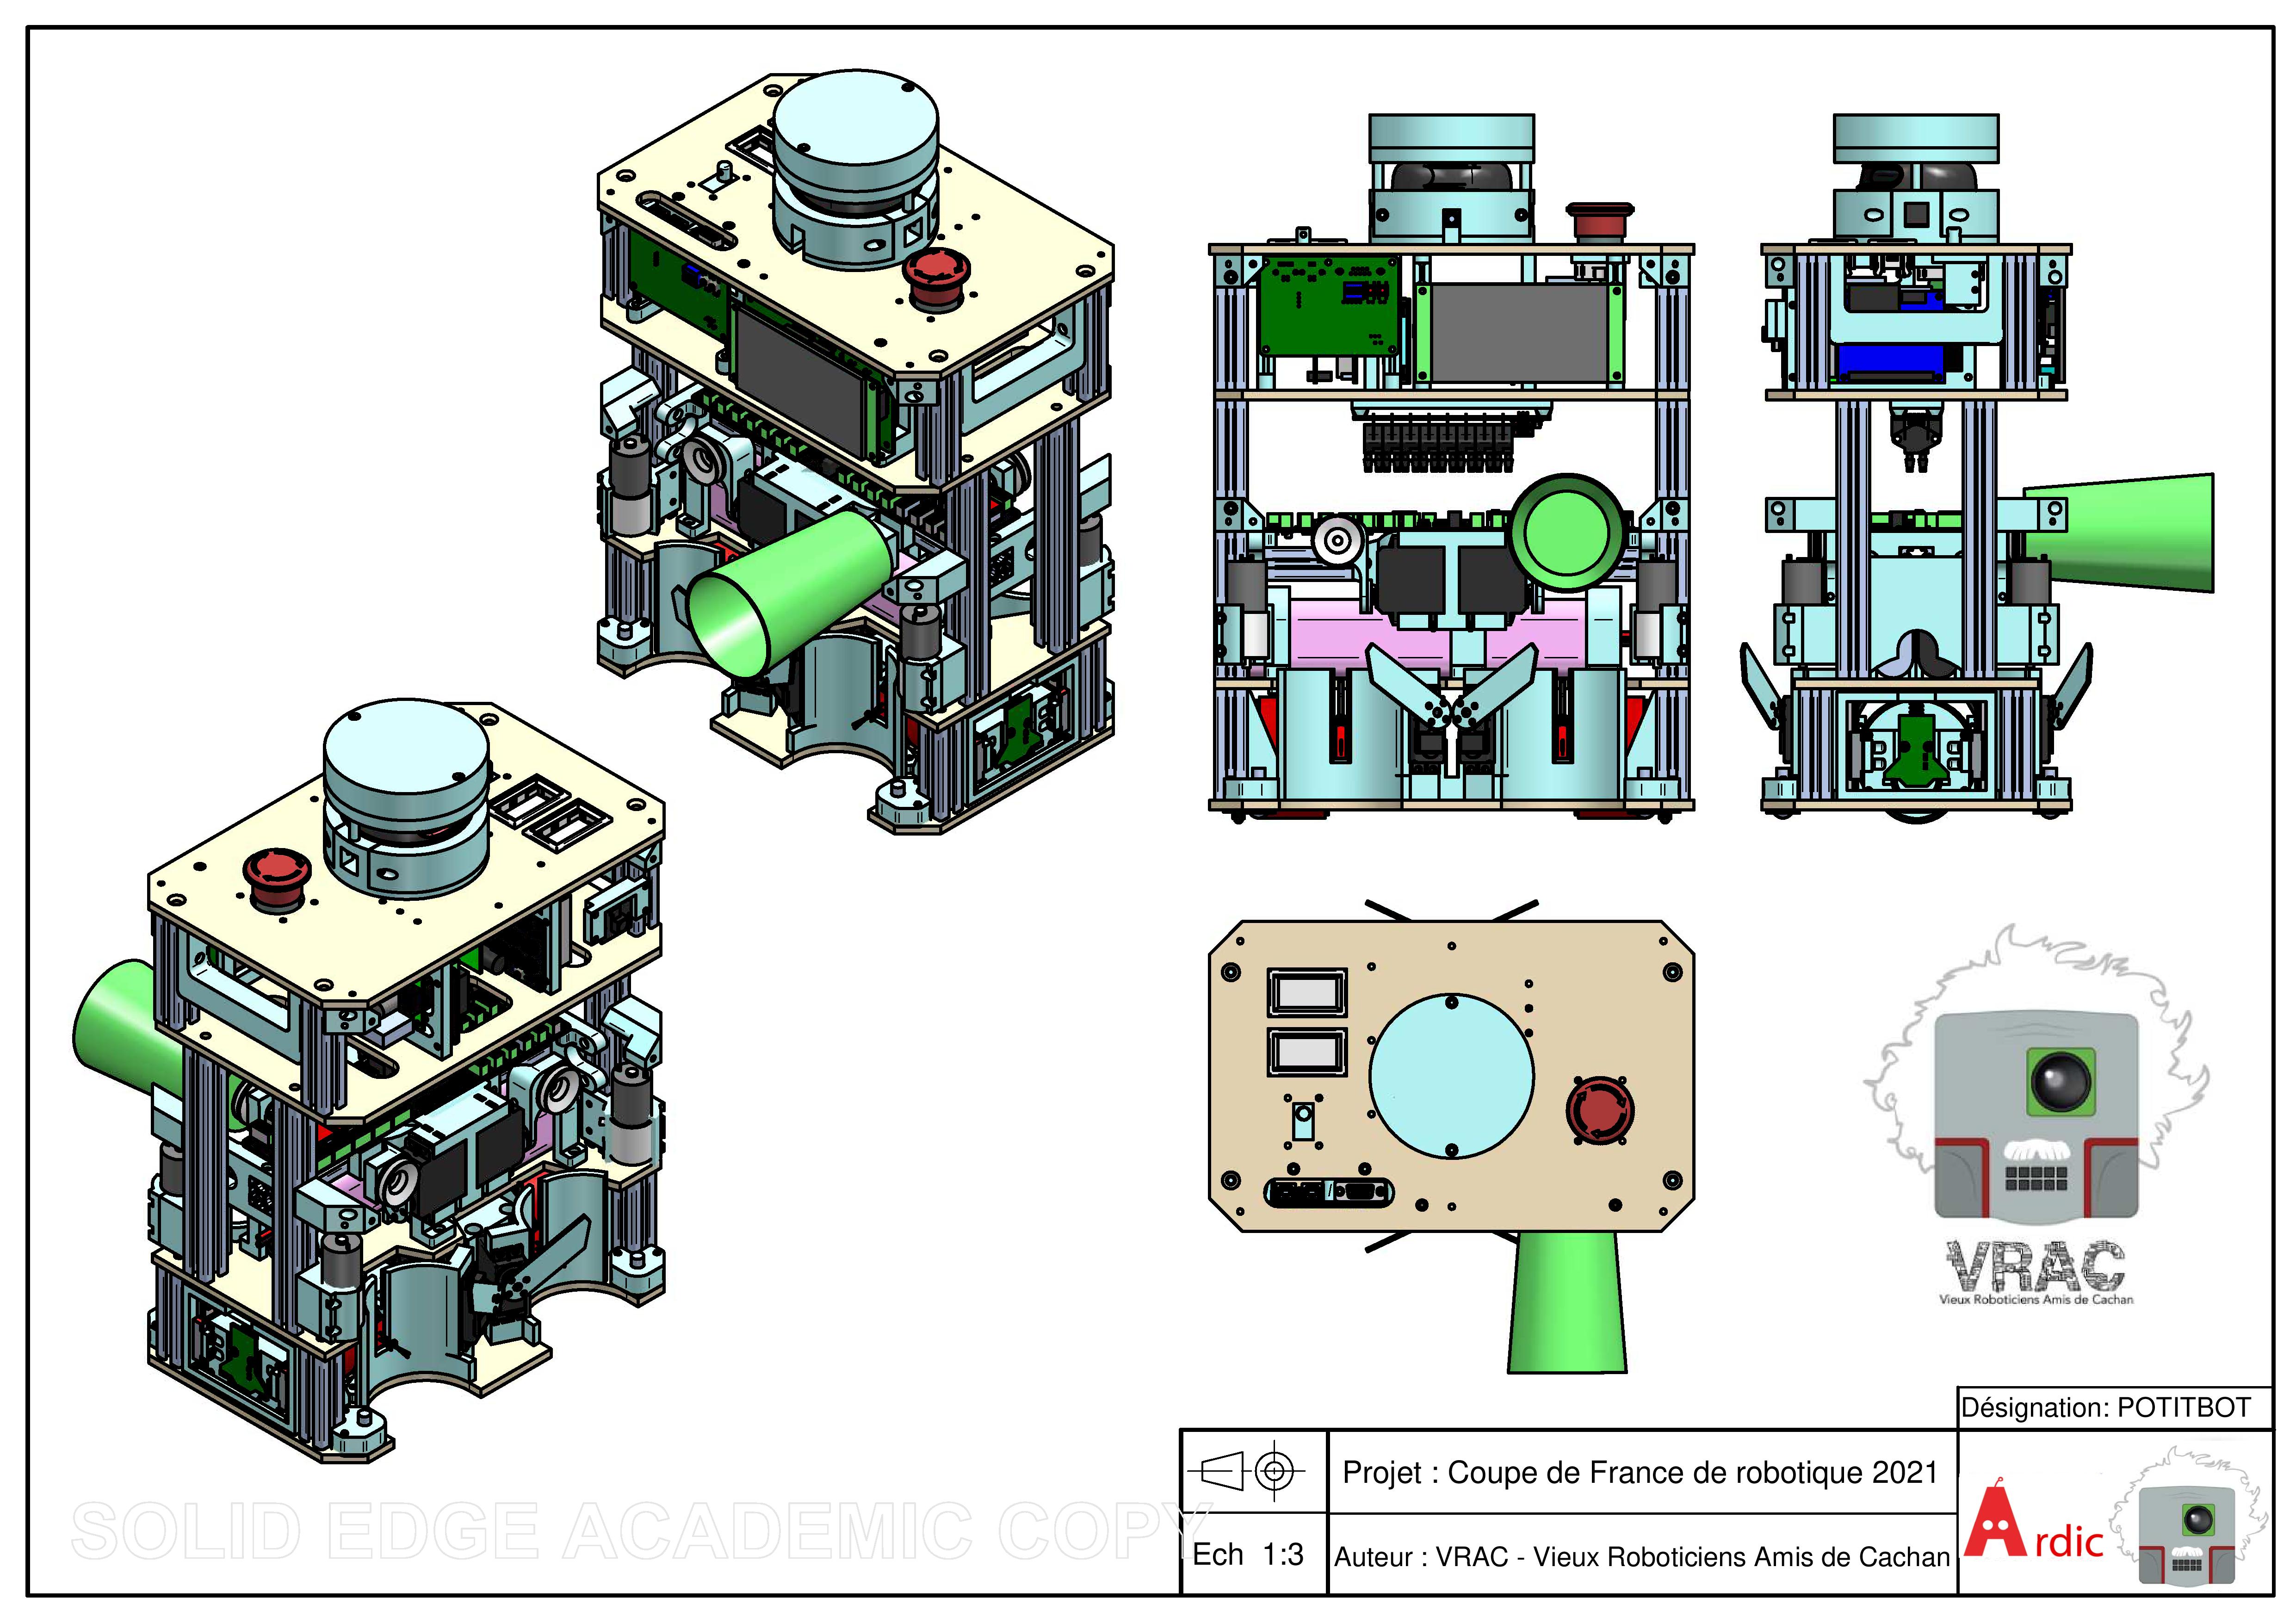 VRAC
Vieux Roboticiens Amis de Cachan
Désignation: POTITBOT
Projet : Coupe de France de robotique 2021
Ech 1:3
Auteur : VRAC - Vieux Roboticiens Amis de Cachan
Ardic
SOLID EDGE ACADEMIC COPY